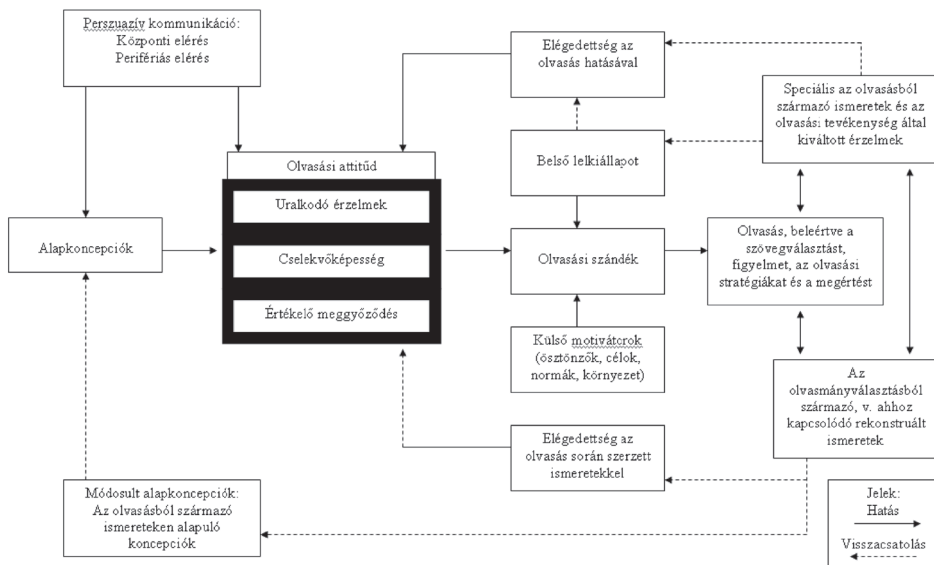 Perszuazív kommunikáció:
Központi elérés
Perifériás elérés
Elégedettség az
olvasás hatásával
Speciális az olvasásból
származó ismeretek és az
olvasási tevékenység által
kiváltott érzelmek
Belső lelkiállapot
Olvasási attitűd
Uralkodó érzelmek
Cselekvőképesség
Értékelő meggyőződés
Alapkoncepciók
Olvasási szándék
Olvasás, beleértve a
szövegválasztást,
figyelmet, az olvasási
stratégiákat és a megértést
Külső motivátcrok
(ösztönzők, célok,
normák, környezet)
Az
olvasmányválasztásból
származó, v. ahhoz
kapcsolódó rekonstruált
ismeretek
Elégedettség az
olvasás során szerzett
ismeretekkel
Módosult alapkoncepciók:
Az olvasásból származó
ismereteken alapuló
koncepciók
Jelek:
Hatás
Visszacsatolás